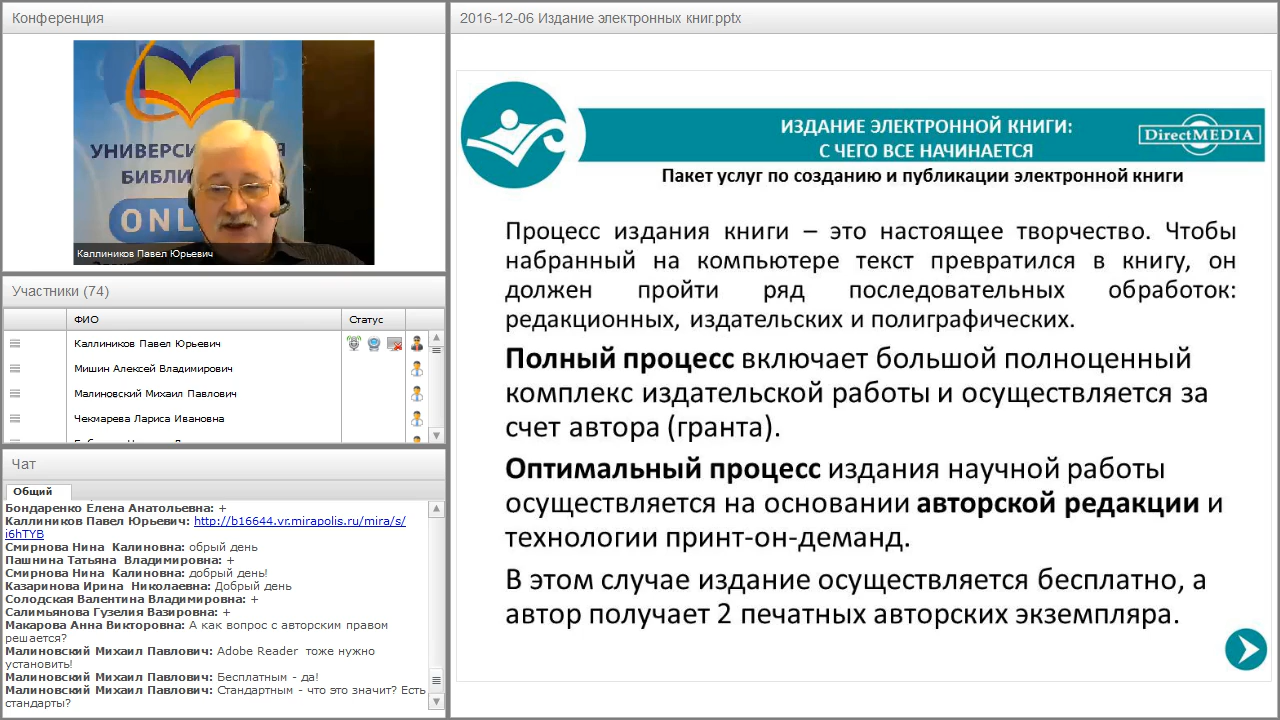 Конференция
УНИВЕРСИ
БИБЛИ
ONL
Каллиников Павел Юрьевич
Участники (74)
ФИО Статус
Каллиников Павел Юрьевич
Мишин Алексей Владимирович
Малиновский Михаил Павлович
Чекмарева Лариса Ивановна
Чат
Общий
Бондаренко Елена Анатольевна: +
Каллиников Павел Юрьевич: http://b16644.vr.mirapolis.ru/mira/s/
i6hTYB
Смирнова Нина Калиновна: обрый день
Пашнина Татьяна Владимировна: +
Смирнова Нина Калиновна: добрый день!
Казаринова Ирина Николаевна: Добрый день
Солодская Валентина Владимировна: +
Салимьянова Гузелия Вазировна: +
Макарова Анна Викторовна: А как вопрос с авторским правом
решается?
Малиновский Михаил Павлович: Adobe Reader тоже нужно
установить!
Малиновский Михаил Павлович: Бесплатным - да!
Малиновский Михаил Павлович: Стандартным - что это значит? Есть
стандарты?
2016-12-06 Издание электронных книг.pptx
ИЗДАНИЕ ЭЛЕКТРОННОЙ КНИГИ:
С ЧЕГО ВСЕ НАЧИНАЕТСЯ
DirectMEDIA
Пакет услуг по созданию и публикации электронной книги
Процесс издания книги – это настоящее творчество. Чтобы
набранный на компьютере текст превратился в книгу, он
должен пройти ряд последовательных обработок:
редакционных, издательских и полиграфических.
Полный процесс включает большой полноценный
комплекс издательской работы и осуществляется за
счет автора (гранта).
Оптимальный процесс издания научной работы
осуществляется на основании авторской редакции и
технологии принт-он-деманд.
В этом случае издание осуществляется бесплатно, а
автор получает 2 печатных авторских экземпляра.